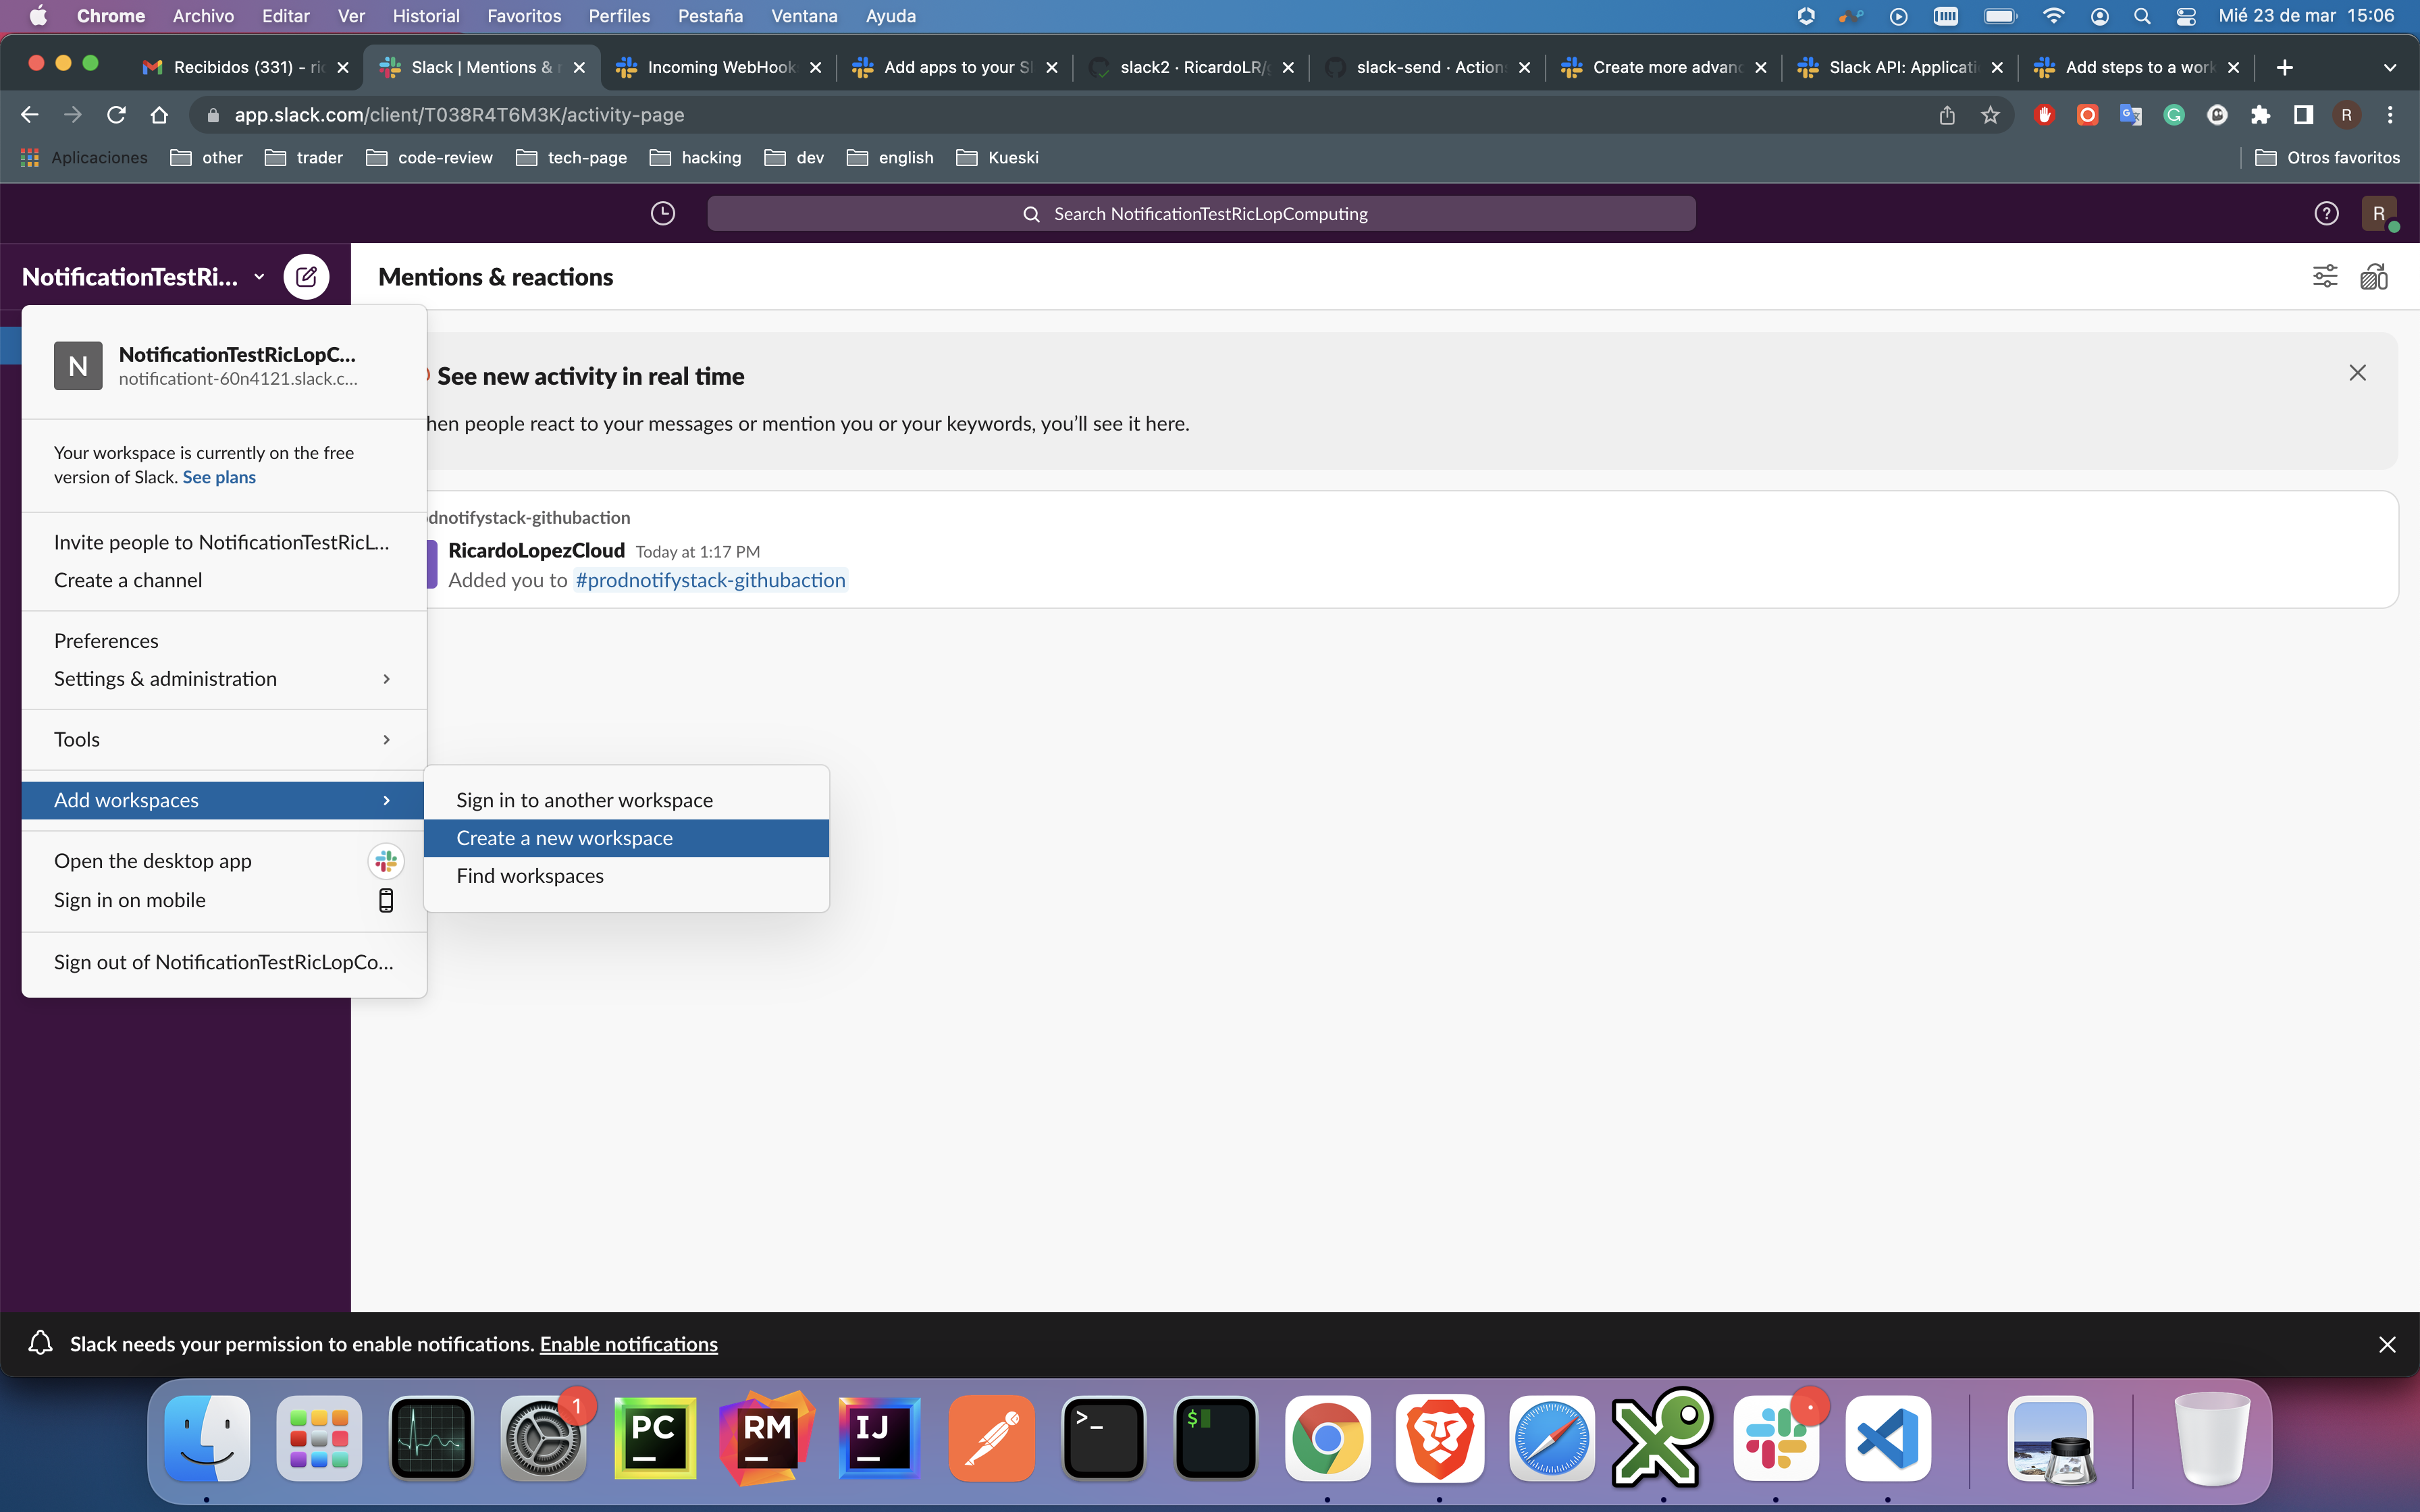 Chrome Archivo Editar Ver Historial Favoritos Perfiles Pestaña Ventana Ayuda Mié 23 de mar 15:06
Recibidos (331) - ri Slack | Mentions & Incoming WebHook Add apps to your Sl slack2 · RicardoLR/ slack-send · Action Create more advan Slack API: Applicati Add steps to a work
app.slack.com/client/T038R4T6M3K/activity-page R
Aplicaciones other trader code-review tech-page hacking dev english Kueski Otros favoritos
Search NotificationTestRicLopComputing R
NotificationTestRi... Mentions & reactions
N NotificationTestRicLopC...
notificationt-60n4121.slack.c...
Your workspace is currently on the free
version of Slack. See plans
Invite people to NotificationTestRicL...
Create a channel
Preferences
Settings & administration
Tools
Add workspaces
Open the desktop app
Sign in on mobile
Sign out of NotificationTestRicLopCo...
Sign in to another workspace
Create a new workspace
Find workspaces
See new activity in real time
hen people react to your messages or mention you or your keywords, you'll see it here.
dnotifystack-githubaction
RicardoLopezCloud Today at 1:17 PM
Added you to #prodnotifystack-githubaction
Slack needs your permission to enable notifications. Enable notifications
1 PC RM IJ >_ $